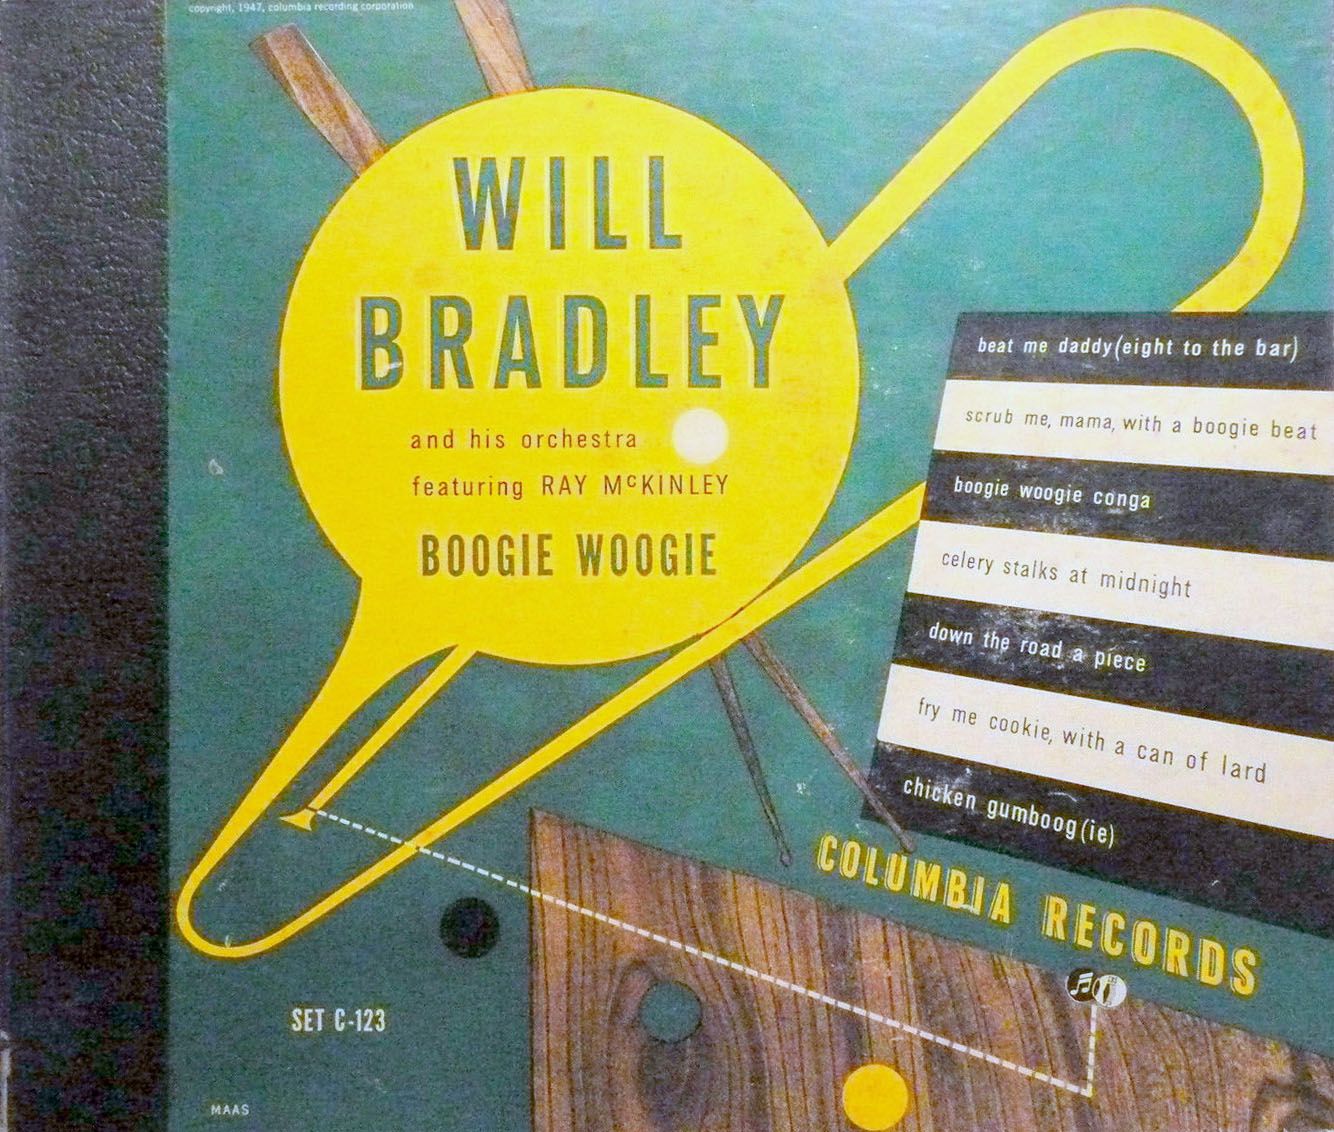 copyright, 1947, columbia recording corporation
WILL
BRADLEY
and his orchestra
featuring RAY McKINLEY
BOOGIE WOOGIE
beat me daddy (eight to the bar)
scrub me, mama, with a boogie beat
boogie woogie conga
celery stalks at midnight
down the road a piece
fry me cookie, with a can of lard
chicken gumboog (ie)
COLUMBIA RECORDS
SET C-123
MAAS